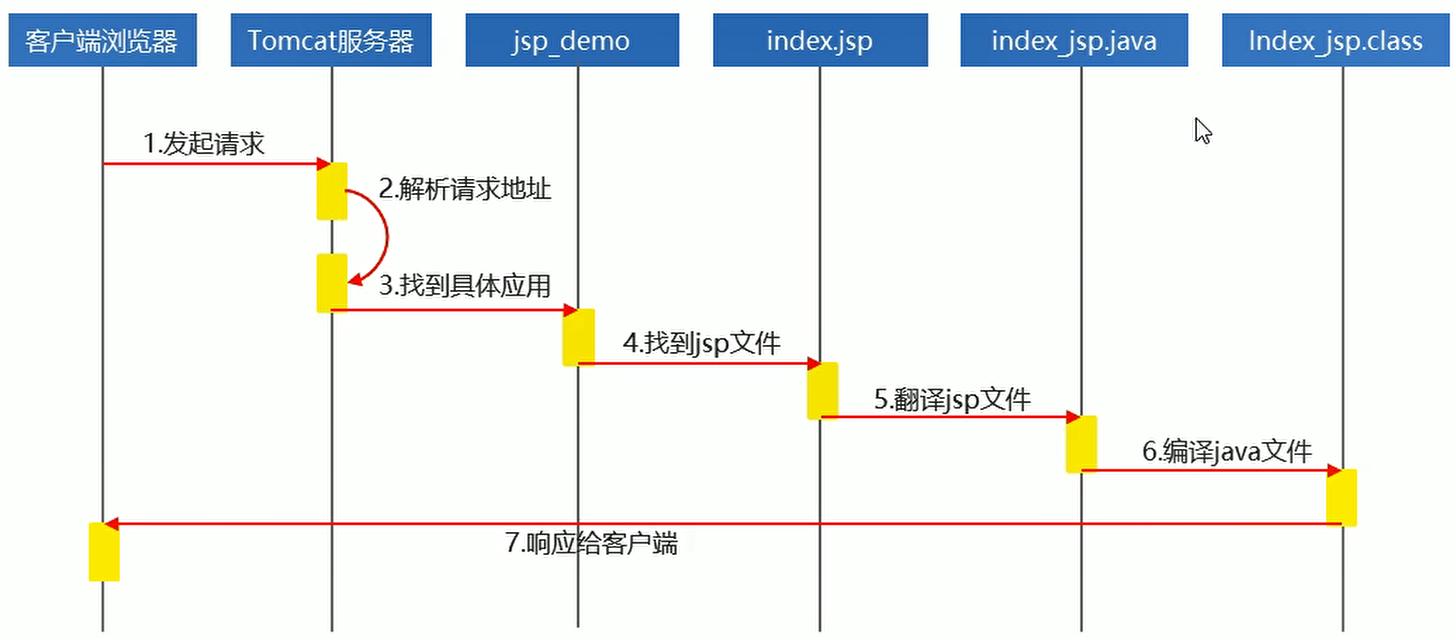 客户端浏览器
Tomcat服务器
jsp_demo
index.jsp
index_jsp.java
Index_jsp.class
1.发起请求
2.解析请求地址
3.找到具体应用
4.找到jsp文件
5.翻译jsp文件
6.编译java文件
7.响应给客户端